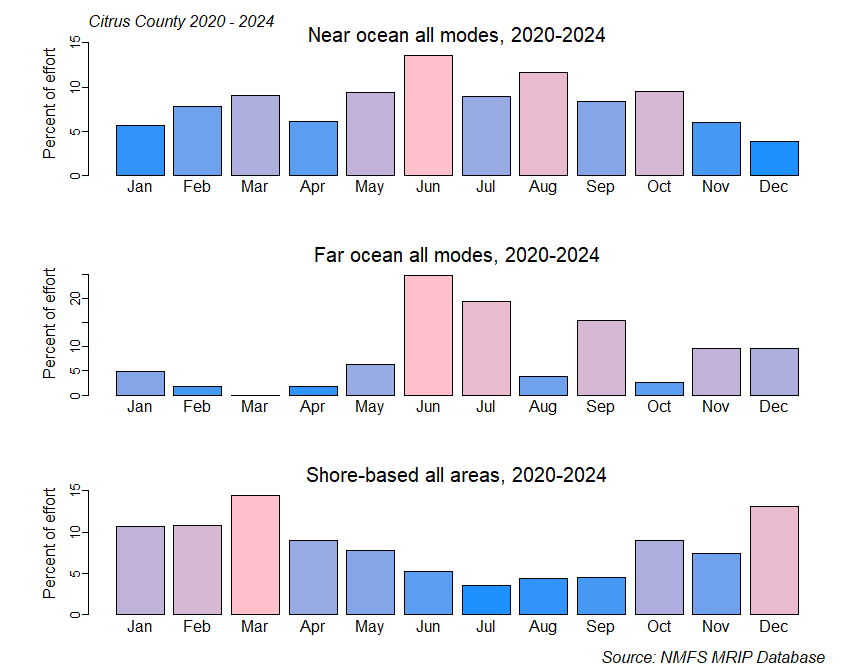 Citrus County 2020 - 2024
Near ocean all modes, 2020-2024
Percent of effort
0 5 10 15
Jan Feb Mar Apr May Jun Jul Aug Sep Oct Nov Dec
Far ocean all modes, 2020-2024
Percent of effort
0 5 10 20
Jan Feb Mar Apr May Jun Jul Aug Sep Oct Nov Dec
Shore-based all areas, 2020-2024
Percent of effort
0 5 10 15
Jan Feb Mar Apr May Jun Jul Aug Sep Oct Nov Dec
Source: NMFS MRIP Database